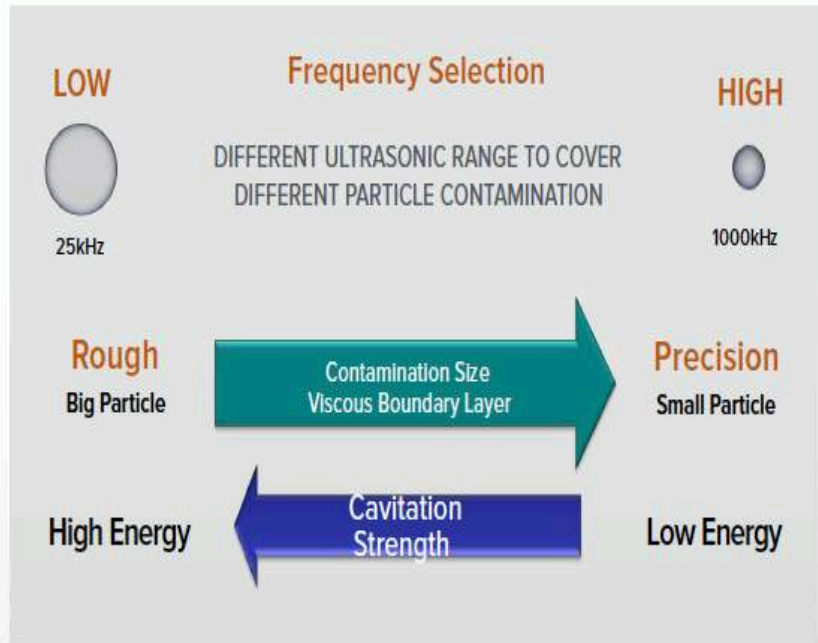 Frequency Selection
LOW
HIGH
DIFFERENT ULTRASONIC RANGE TO COVER
DIFFERENT PARTICLE CONTAMINATION
25kHz
1000kHz
Rough
Big Particle
Contamination Size
Viscous Boundary Layer
Precision
Small Particle
High Energy
Cavitation
Strength
Low Energy